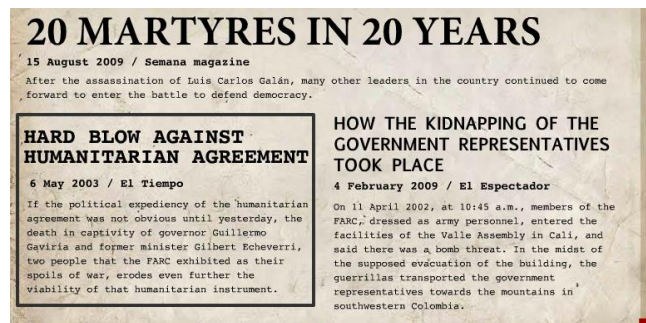 20 MARTYRES IN 20 YEARS
15 August 2009 / Semana magazine
After the assassination of Luis Carlos Galán, many other leaders in the country continued to come
forward to enter the battle to defend democracy.
HARD BLOW AGAINST
HUMANITARIAN AGREEMENT
6 May 2003 / El Tiempo
If the political expediency of the humanitarian
agreement was not obvious until yesterday, the
death in captivity of governor Guillermo
Gaviria and former minister Gilbert Echeverri,
two people that the FARC exhibited as their
spoils of war, erodes even further the
viability of that humanitarian instrument.
HOW THE KIDNAPPING OF THE
GOVERNMENT REPRESENTATIVES
TOOK PLACE
4 February 2009 / El Espectador
On 11 April 2002, at 10:45 a.m., members of the
FARC, dressed as army personnel, entered the
facilities of the Valle Assembly in Cali, and
said there was a bomb threat. In the midst of
the supposed evacuation of the building, the
guerrillas transported the government
representatives towards the mountains in
southwestern Colombia.